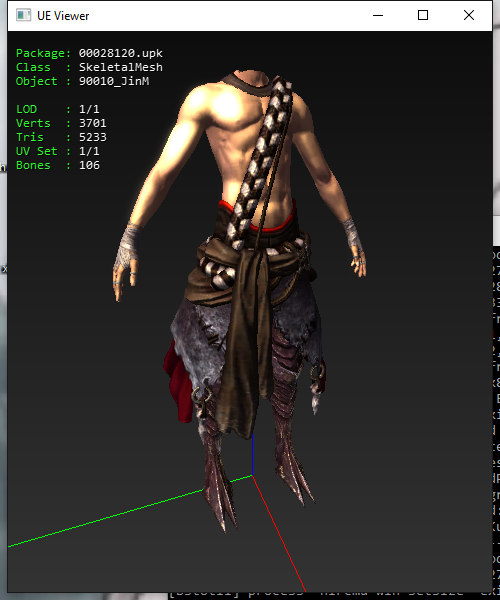 UE Viewer
Package: 00028120.upk
Class : SkeletalMesh
Object : 90010_JinM
LOD : 1/1
Verts : 3701
Tris : 5233
UV Set : 1/1
Bones : 106